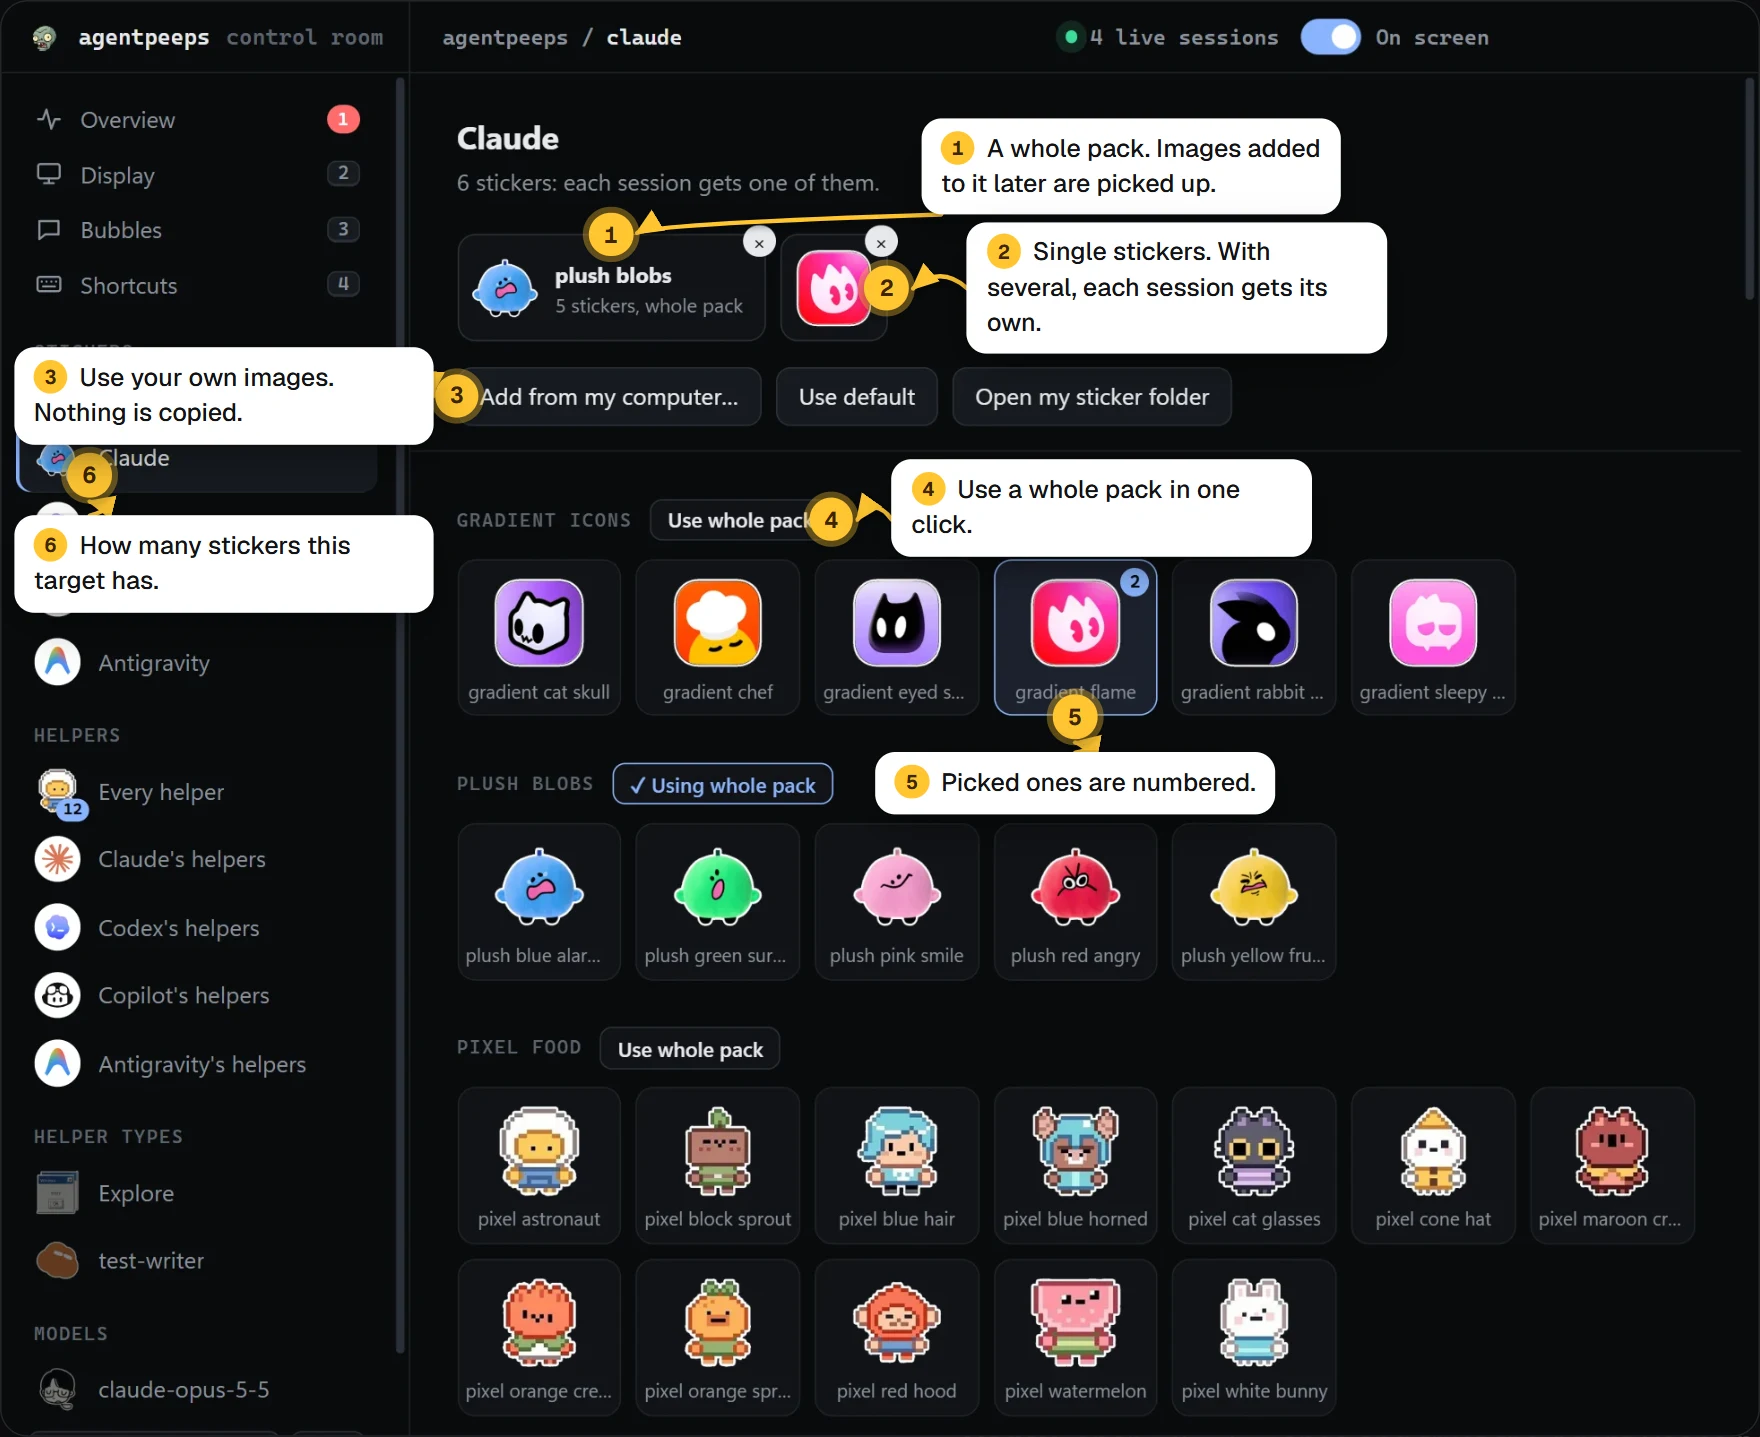 agentpeeps control room
agentpeeps / claude
4 live sessions
On screen
Overview
1
Display
2
Bubbles
3
Shortcuts
4
Claude
6 stickers: each session gets one of them.
1 A whole pack. Images added
to it later are picked up.
1
×
×
plush blobs
5 stickers, whole pack
2
2 Single stickers. With
several, each session gets its
own.
3 Use your own images.
Nothing is copied.
3
Add from my computer...
Use default
Open my sticker folder
Claude
6
6 How many stickers this
target has.
Antigravity
HELPERS
Every helper
12
Claude's helpers
Codex's helpers
Copilot's helpers
Antigravity's helpers
HELPER TYPES
Explore
test-writer
MODELS
claude-opus-5-5
GRADIENT ICONS
Use whole pack
4
4 Use a whole pack in one
click.
2
gradient cat skull
gradient chef
gradient eyed s...
gradient flame
gradient rabbit ...
gradient sleepy ...
5
5 Picked ones are numbered.
PLUSH BLOBS
✓ Using whole pack
plush blue alar...
plush green sur...
plush pink smile
plush red angry
plush yellow fru...
PIXEL FOOD
Use whole pack
pixel astronaut
pixel block sprout
pixel blue hair
pixel blue horned
pixel cat glasses
pixel cone hat
pixel maroon cr...
pixel orange cre...
pixel orange spr...
pixel red hood
pixel watermelon
pixel white bunny